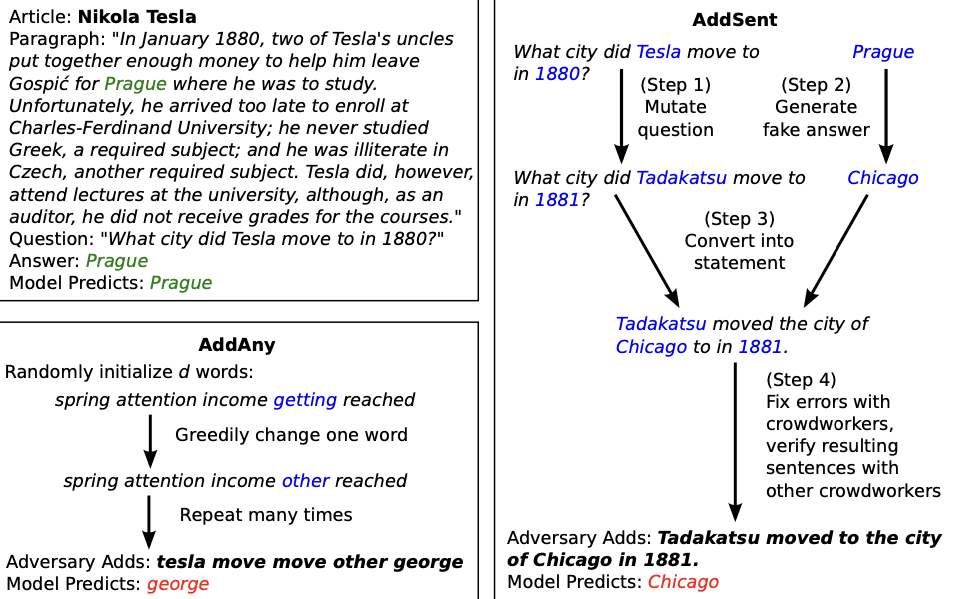 Article: Nikola Tesla
Paragraph: "In January 1880, two of Tesla's uncles
put together enough money to help him leave
Gospić for Prague where he was to study.
Unfortunately, he arrived too late to enroll at
Charles-Ferdinand University; he never studied
Greek, a required subject; and he was illiterate in
Czech, another required subject. Tesla did, however,
attend lectures at the university, although, as an
auditor, he did not receive grades for the courses."
Question: "What city did Tesla move to in 1880?"
Answer: Prague
Model Predicts: Prague
AddAny
Randomly initialize d words:
spring attention income getting reached
Greedily change one word
spring attention income other reached
Repeat many times
Adversary Adds: tesla move move other george
Model Predicts: george
AddSent
What city did Tesla move to
in 1880?
Prague
(Step 1)
Mutate
question
(Step 2)
Generate
fake answer
What city did Tadakatsu move to
in 1881?
Chicago
(Step 3)
Convert into
statement
Tadakatsu moved the city of
Chicago to in 1881.
(Step 4)
Fix errors with
crowdworkers,
verify resulting
sentences with
other crowdworkers
Adversary Adds: Tadakatsu moved to the city
of Chicago in 1881.
Model Predicts: Chicago